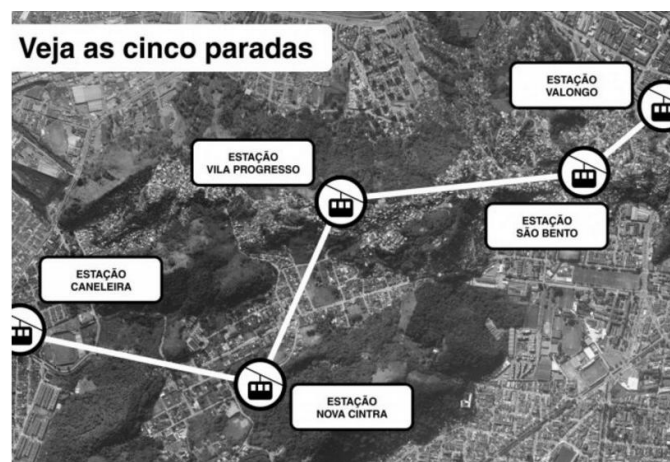 Veja as cinco paradas
ESTAÇÃO
VALONGO
ESTAÇÃO
VILA PROGRESSO
ESTAÇÃO
SÃO BENTO
ESTAÇÃO
CANELEIRA
ESTAÇÃO
NOVA CINTRA